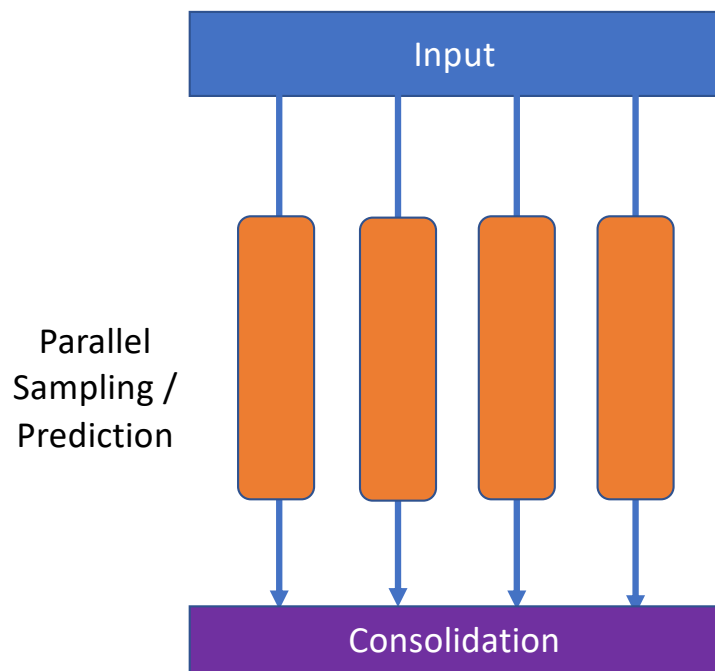 Input
Parallel
Sampling /
Prediction
Consolidation